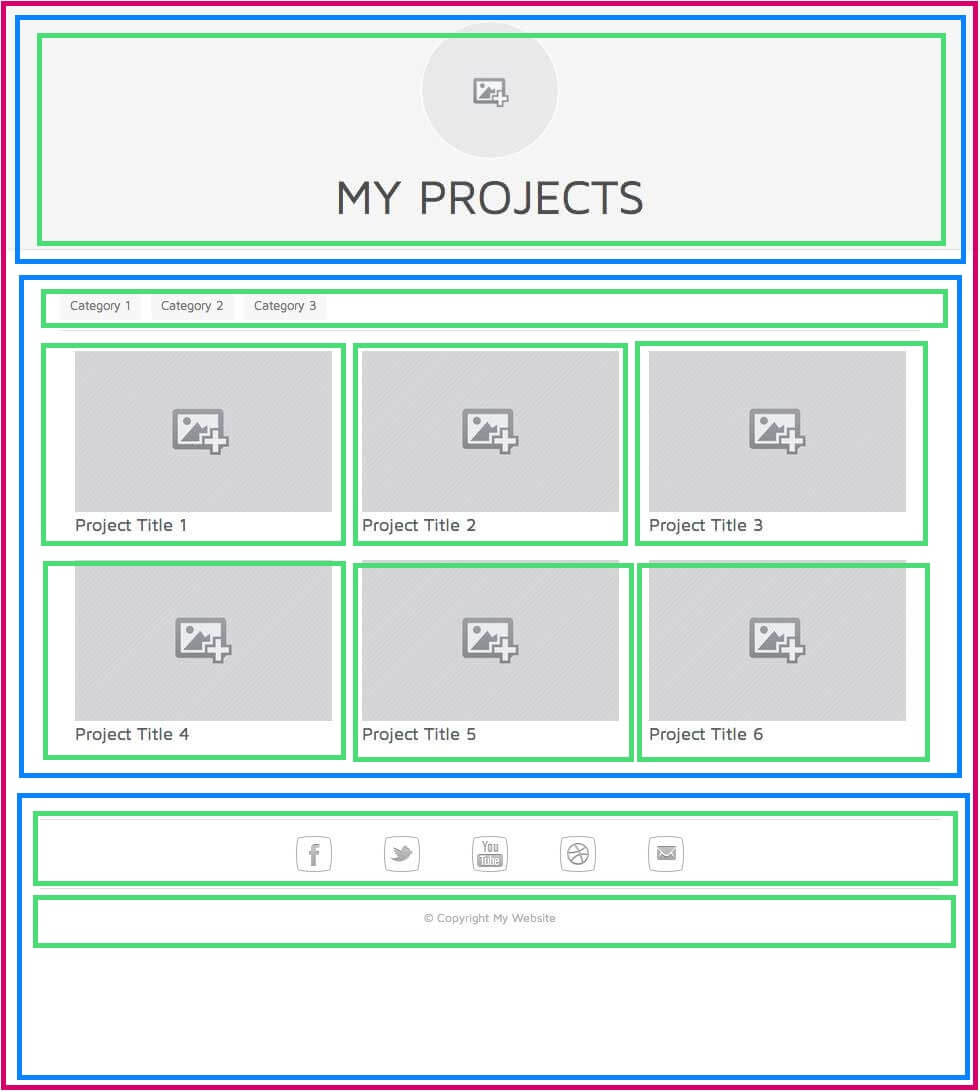 MY PROJECTS
Category 1 Category 2 Category 3
Project Title 1 Project Title 2 Project Title 3
Project Title 4 Project Title 5 Project Title 6
f You Tube
© Copyright My Website